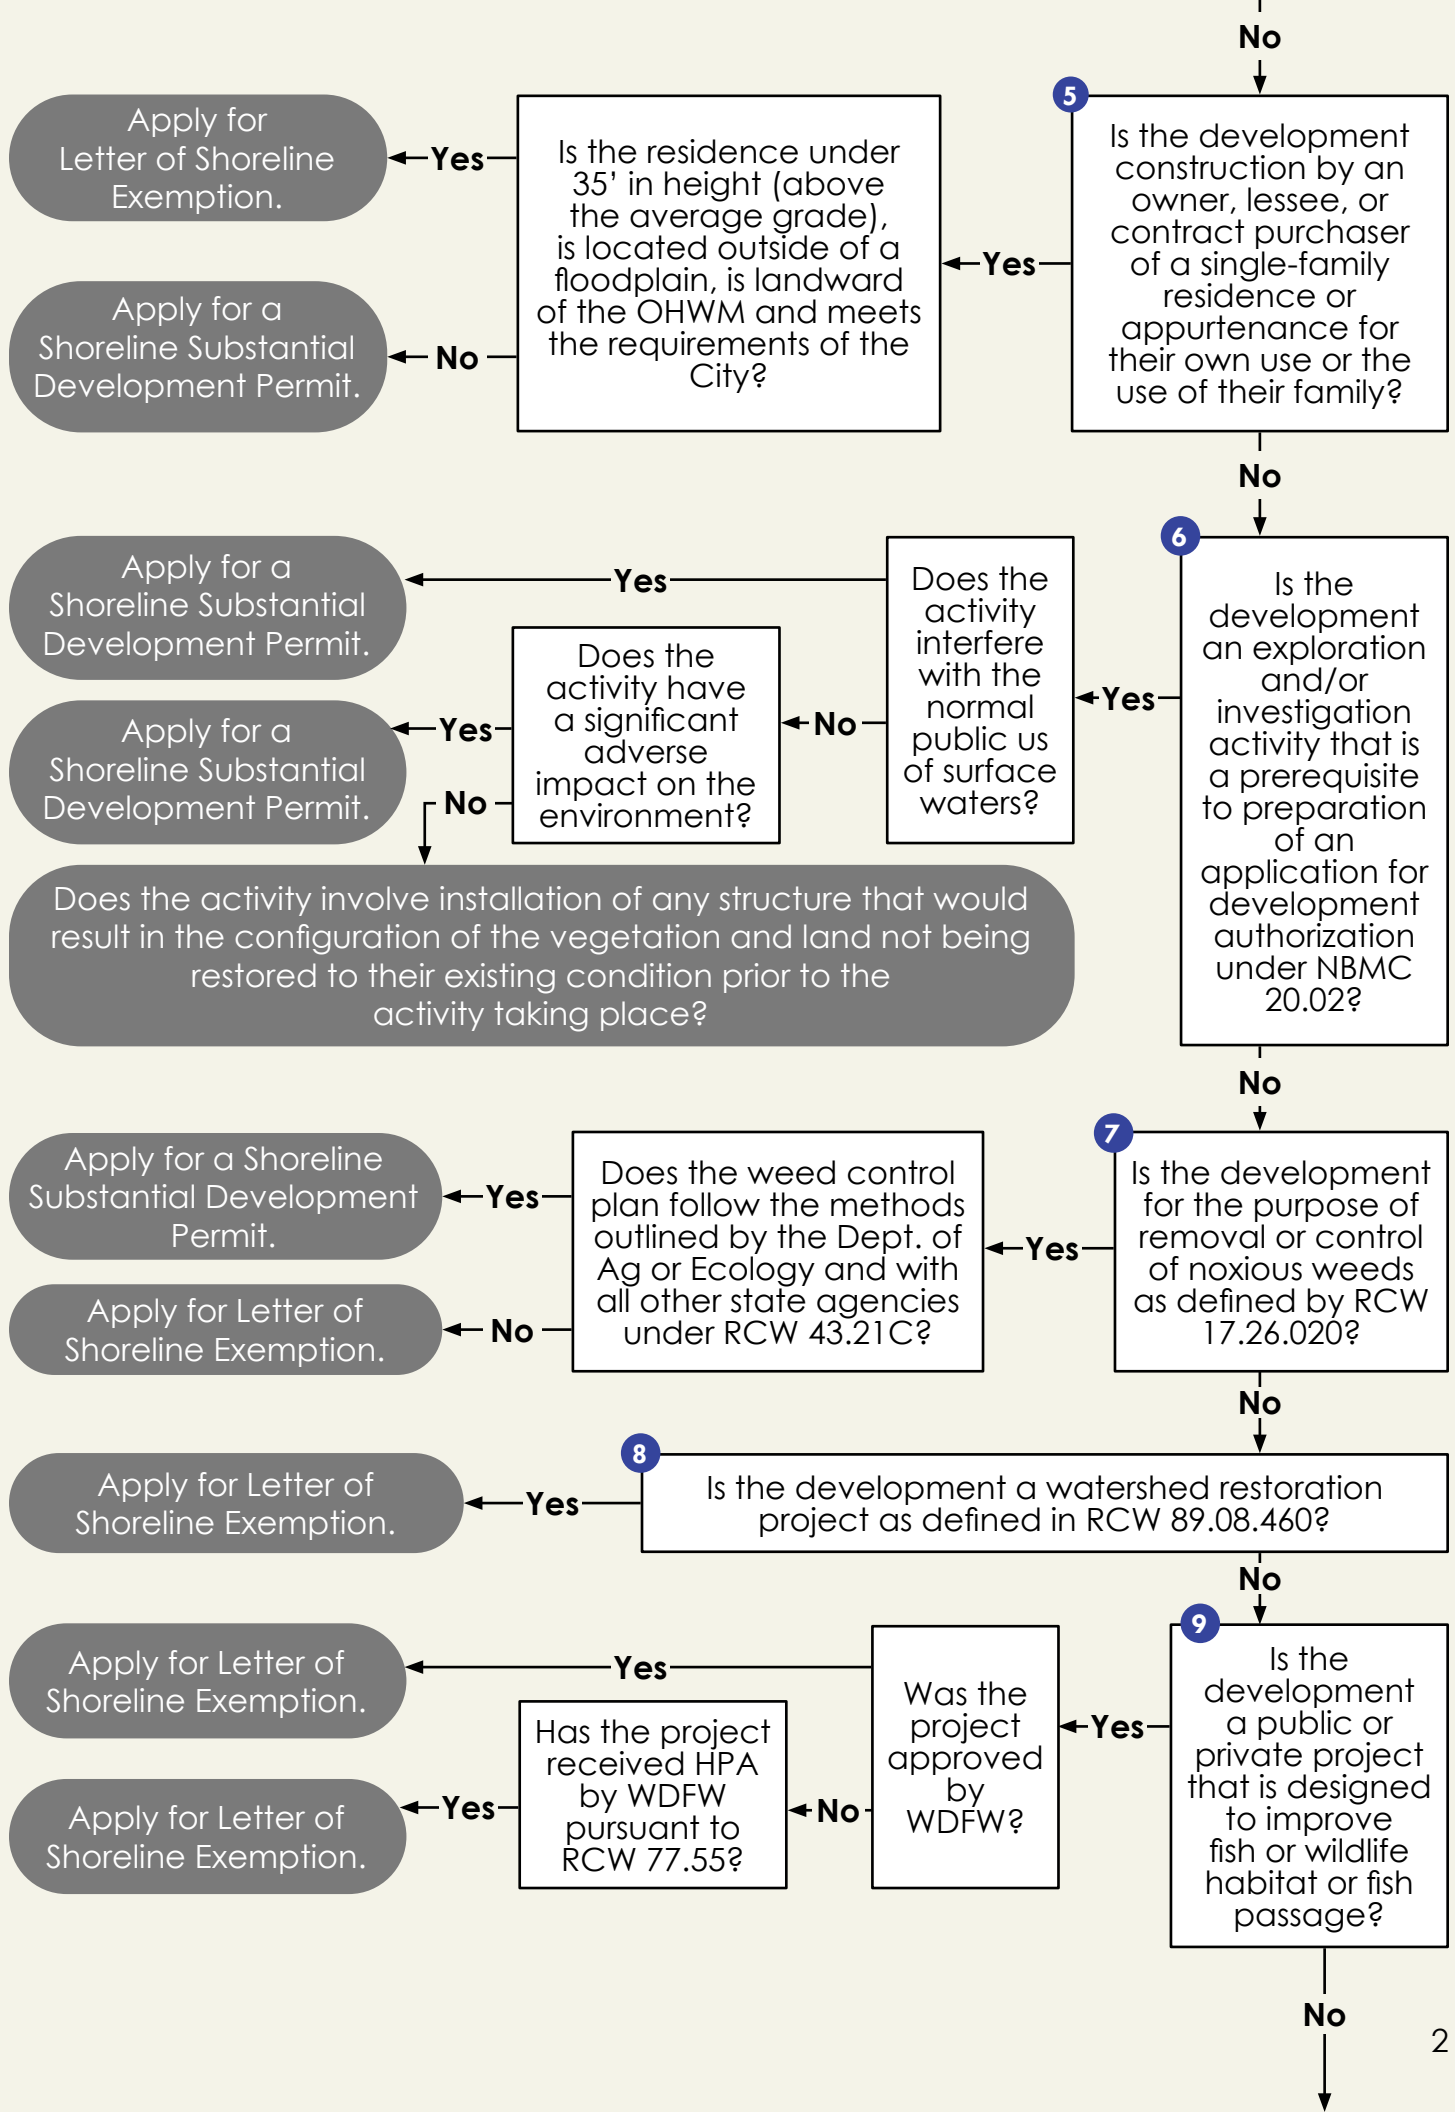 No
5
Is the development
construction by an
owner, lessee, or
contract purchaser
of a single-family
residence or
appurtenance for
their own use or the
use of their family?
Yes
Is the residence under
35’ in height (above
the average grade),
is located outside of a
floodplain, is landward
of the OHWM and meets
the requirements of the
City?
Yes
Apply for
Letter of Shoreline
Exemption.
No
Apply for a
Shoreline Substantial
Development Permit.
No
6
Is the
development
an exploration
and/or
investigation
activity that is
a prerequisite
to preparation
of an
application for
development
authorization
under NBMC
20.02?
Yes
Does the
activity
interfere
with the
normal
public us
of surface
waters?
Yes
Apply for a
Shoreline Substantial
Development Permit.
No
Does the
activity have
a significant
adverse
impact on the
environment?
Yes
Apply for a
Shoreline Substantial
Development Permit.
No
Does the activity involve installation of any structure that would
result in the configuration of the vegetation and land not being
restored to their existing condition prior to the
activity taking place?
No
7
Is the development
for the purpose of
removal or control
of noxious weeds
as defined by RCW
17.26.020?
Yes
Does the weed control
plan follow the methods
outlined by the Dept. of
Ag or Ecology and with
all other state agencies
under RCW 43.21C?
Yes
Apply for a Shoreline
Substantial Development
Permit.
No
Apply for Letter of
Shoreline Exemption.
No
8
Is the development a watershed restoration
project as defined in RCW 89.08.460?
Yes
Apply for Letter of
Shoreline Exemption.
No
9
Is the
development
a public or
private project
that is designed
to improve
fish or wildlife
habitat or fish
passage?
Yes
Was the
project
approved
by
WDFW?
Yes
Apply for Letter of
Shoreline Exemption.
No
Has the project
received HPA
by WDFW
pursuant to
RCW 77.55?
Yes
Apply for Letter of
Shoreline Exemption.
No
2